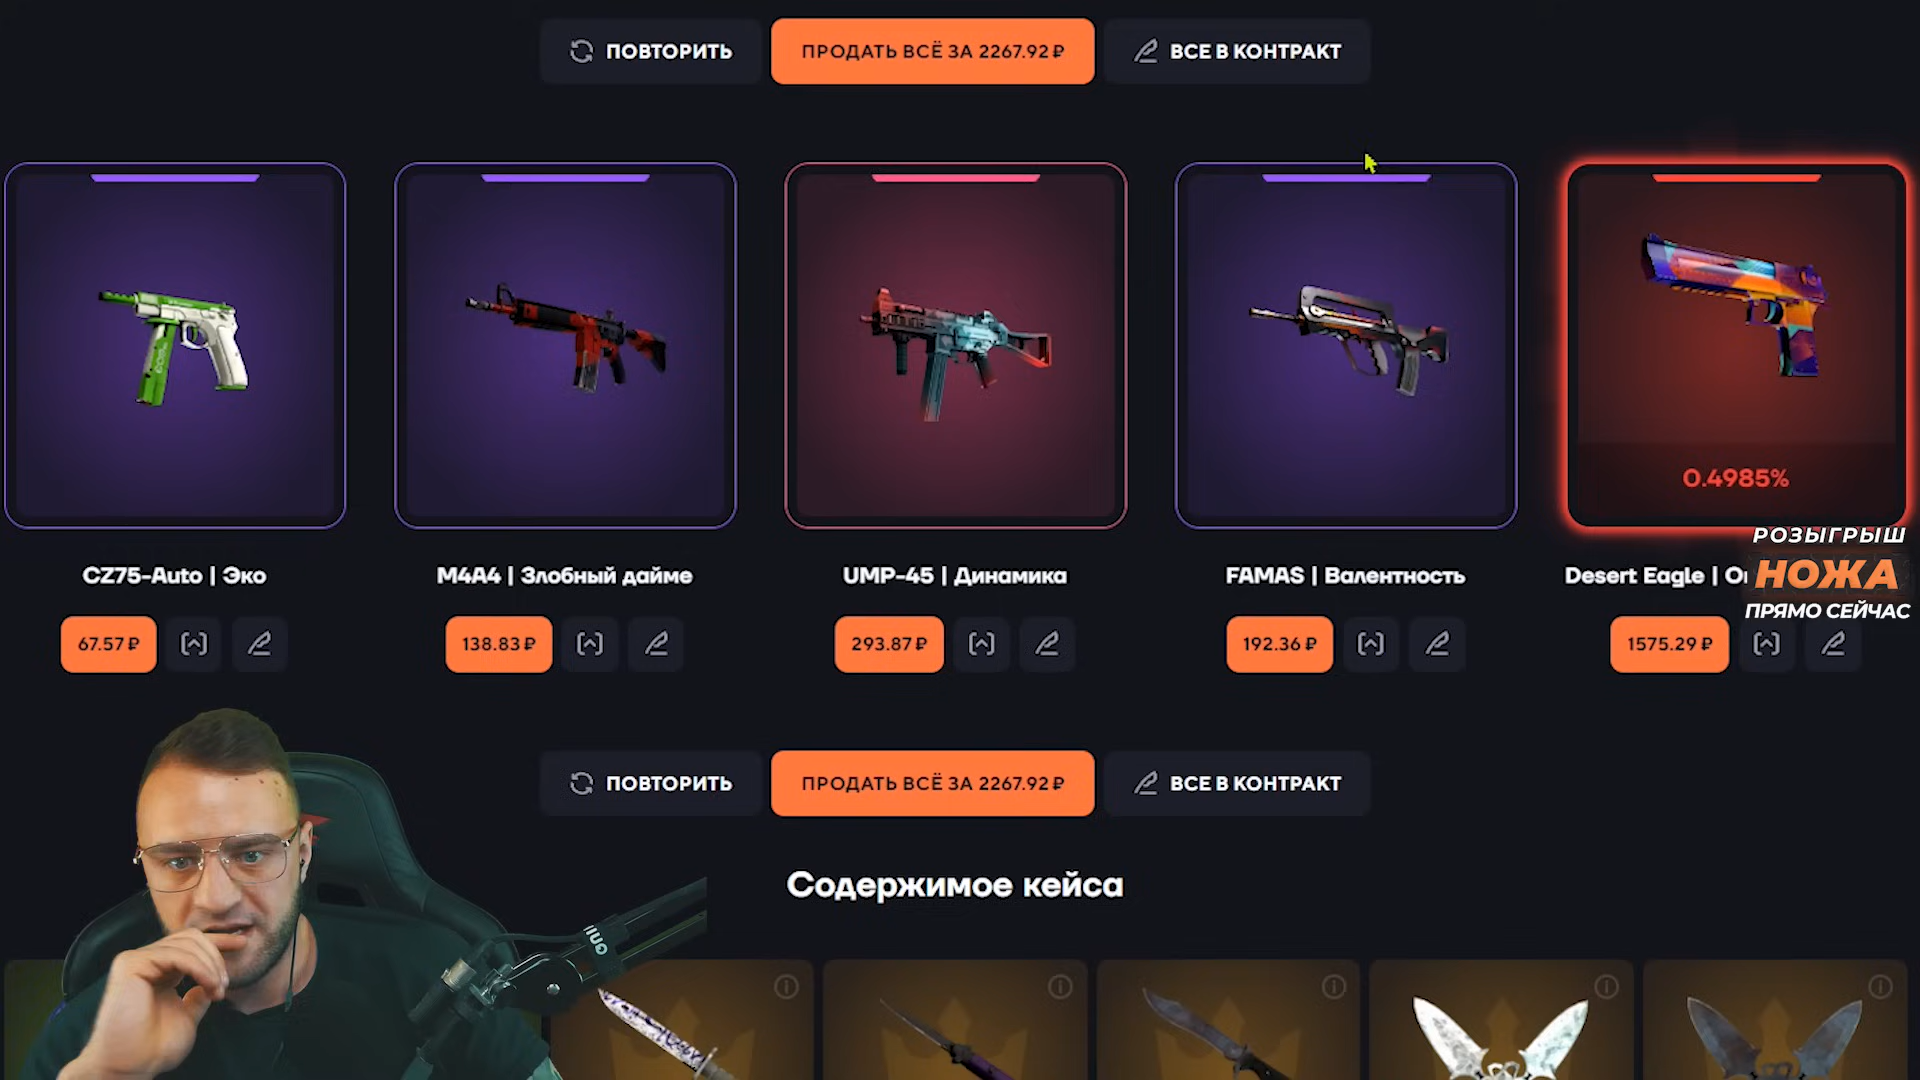 ПОВТОРИТЬ
ПРОДАТЬ ВСЁ ЗА 2267.92 ₽
ВСЕ В КОНТРАКТ
0.4985%
CZ75-Auto | Эко
M4A4 | Злобный дайме
UMP-45 | Динамика
FAMAS | Валентность
Desert Eagle |
РОЗЫГРЫШ
НОЖА
ПРЯМО СЕЙЧАС
67.57 ₽
138.83 ₽
293.87 ₽
192.36 ₽
1575.29 ₽
ПОВТОРИТЬ
ПРОДАТЬ ВСЁ ЗА 2267.92 ₽
ВСЕ В КОНТРАКТ
Содержимое кейса